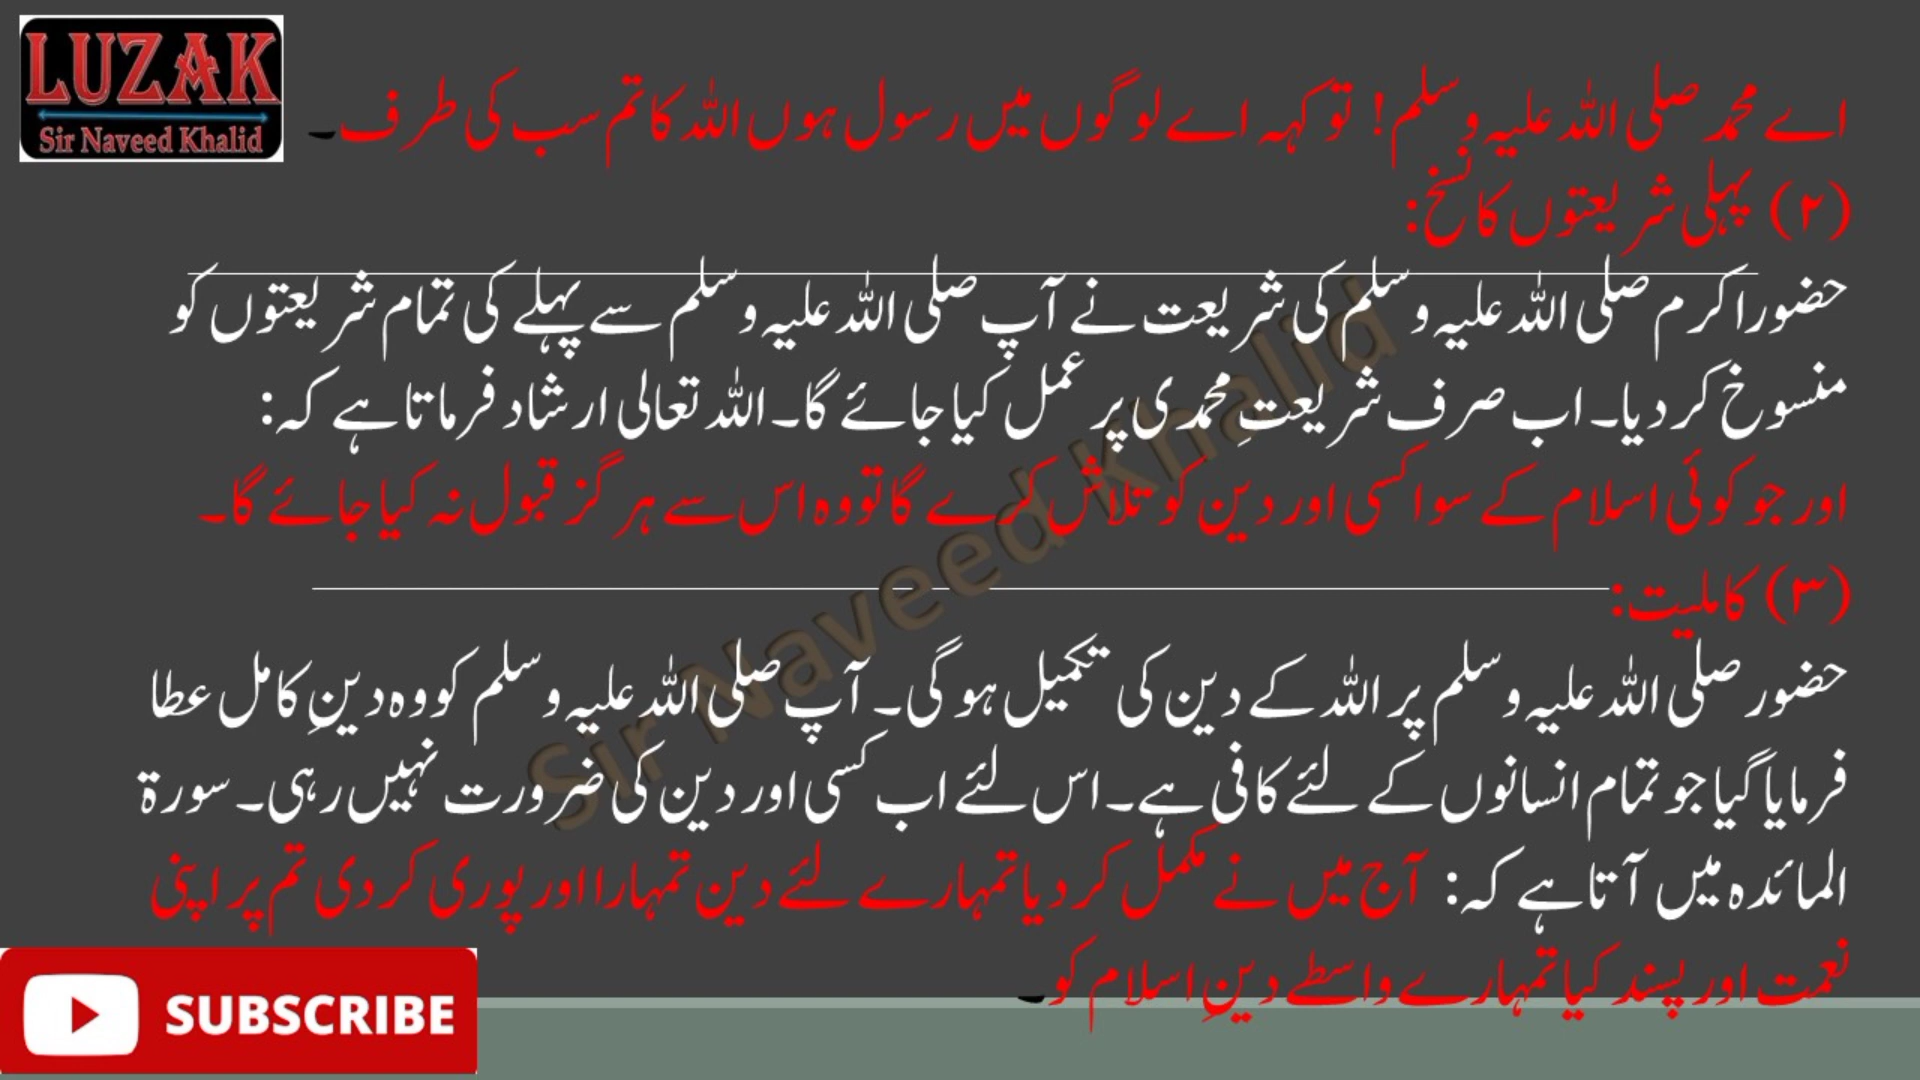 LUZAK
Sir Naveed Khalid
اے محمد صلی اللہ علیہ وسلم! تو کہہ اے لوگوں میں رسول ہوں اللہ کا تم سب کی طرف۔
(۲) پہلی شریعتوں کا نسخ:
حضور اکرم صلی اللہ علیہ وسلم کی شریعت نے آپ صلی اللہ علیہ وسلم سے پہلے کی تمام شریعتوں کو
منسوخ کر دیا۔ اب صرف شریعتِ محمدی پر عمل کیا جائے گا۔ اللہ تعالی ارشاد فرماتا ہے کہ:
اور جو کوئی اسلام کے سوا کسی اور دین کو تلاش کرے گا تو وہ اس سے ہر گز قبول نہ کیا جائے گا۔
(۳) کاملیت:
حضور صلی اللہ علیہ وسلم پر اللہ کے دین کی تکمیل ہو گی۔ آپ صلی اللہ علیہ وسلم کو وہ دینِ کامل عطا
فرمایا گیا جو تمام انسانوں کے لئے کافی ہے۔ اس لئے اب کسی اور دین کی ضرورت نہیں رہی۔ سورۃ
المائدہ میں آتا ہے کہ: آج میں نے مکمل کر دیا تمہارے لئے دین تمہارا اور پوری کر دی تم پر اپنی
نعمت اور پسند کیا تمہارے واسطے دینِ اسلام کو۔
Sir Naveed Khalid
SUBSCRIBE